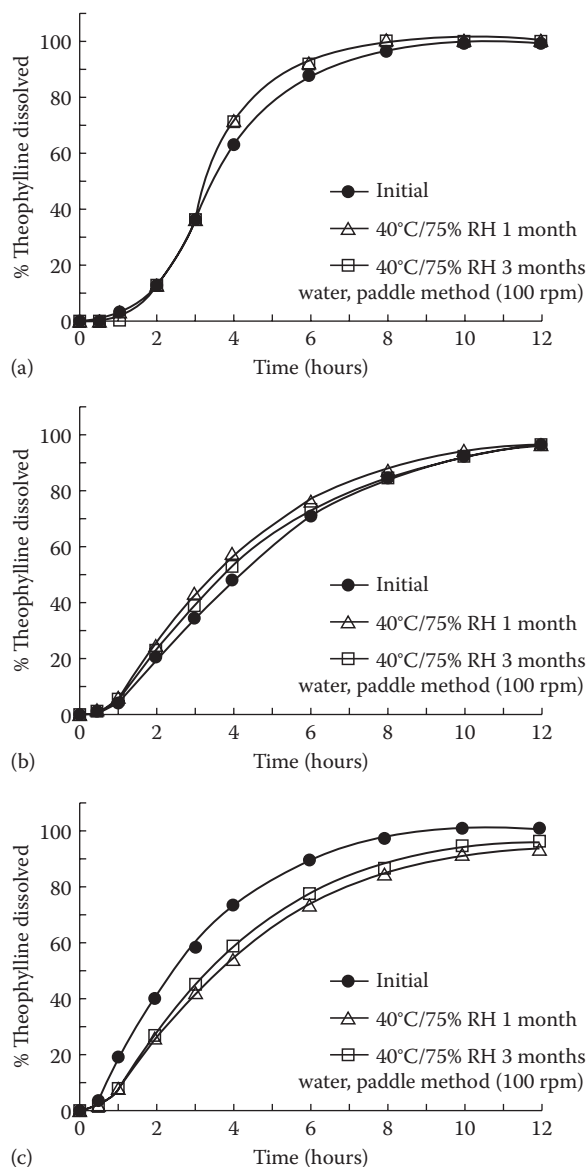 % Theophylline dissolved
100
80
60
40
20
0
0 2 4 6 8 10 12
Initial
40°C/75% RH 1 month
40°C/75% RH 3 months
water, paddle method (100 rpm)
Time (hours)
(a)
% Theophylline dissolved
100
80
60
40
20
0
0 2 4 6 8 10 12
Initial
40°C/75% RH 1 month
40°C/75% RH 3 months
water, paddle method (100 rpm)
Time (hours)
(b)
% Theophylline dissolved
100
80
60
40
20
0
0 2 4 6 8 10 12
Initial
40°C/75% RH 1 month
40°C/75% RH 3 months
water, paddle method (100 rpm)
Time (hours)
(c)